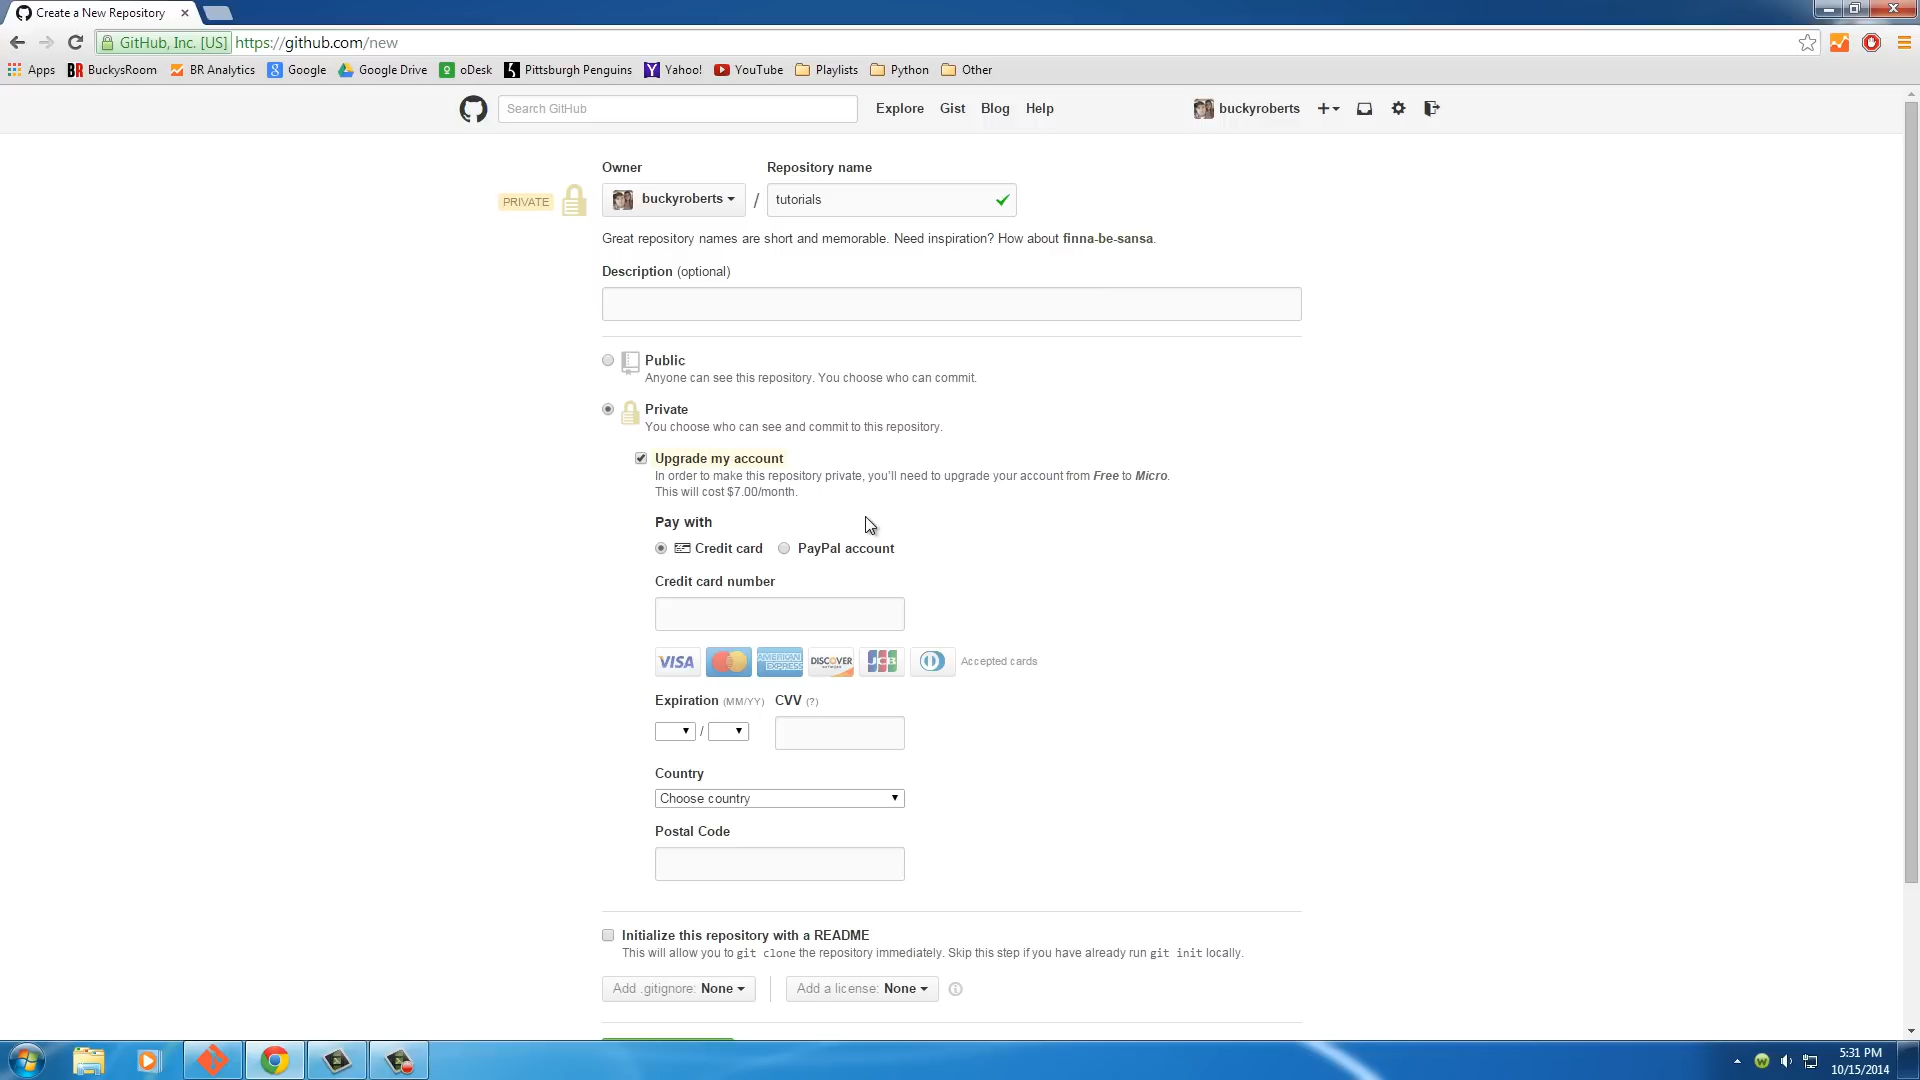 Create a New Repository
GitHub, Inc. [US] https://github.com/new
Apps BuckysRoom BR Analytics Google Google Drive oDesk Pittsburgh Penguins Yahoo! YouTube Playlists Python Other
Search GitHub Explore Gist Blog Help buckyroberts
Owner Repository name
PRIVATE buckyroberts / tutorials
Great repository names are short and memorable. Need inspiration? How about finna-be-sansa.
Description (optional)
Public
Anyone can see this repository. You choose who can commit.
Private
You choose who can see and commit to this repository.
Upgrade my account
In order to make this repository private, you'll need to upgrade your account from Free to Micro.
This will cost $7.00/month.
Pay with
Credit card PayPal account
Credit card number
VISA AMERICAN EXPRESS DISCOVER JCB Accepted cards
Expiration (MM/YY) CVV (?)
/
Country
Choose country
Postal Code
Initialize this repository with a README
This will allow you to git clone the repository immediately. Skip this step if you have already run git init locally.
Add .gitignore: None Add a license: None
5:31 PM
10/15/2014